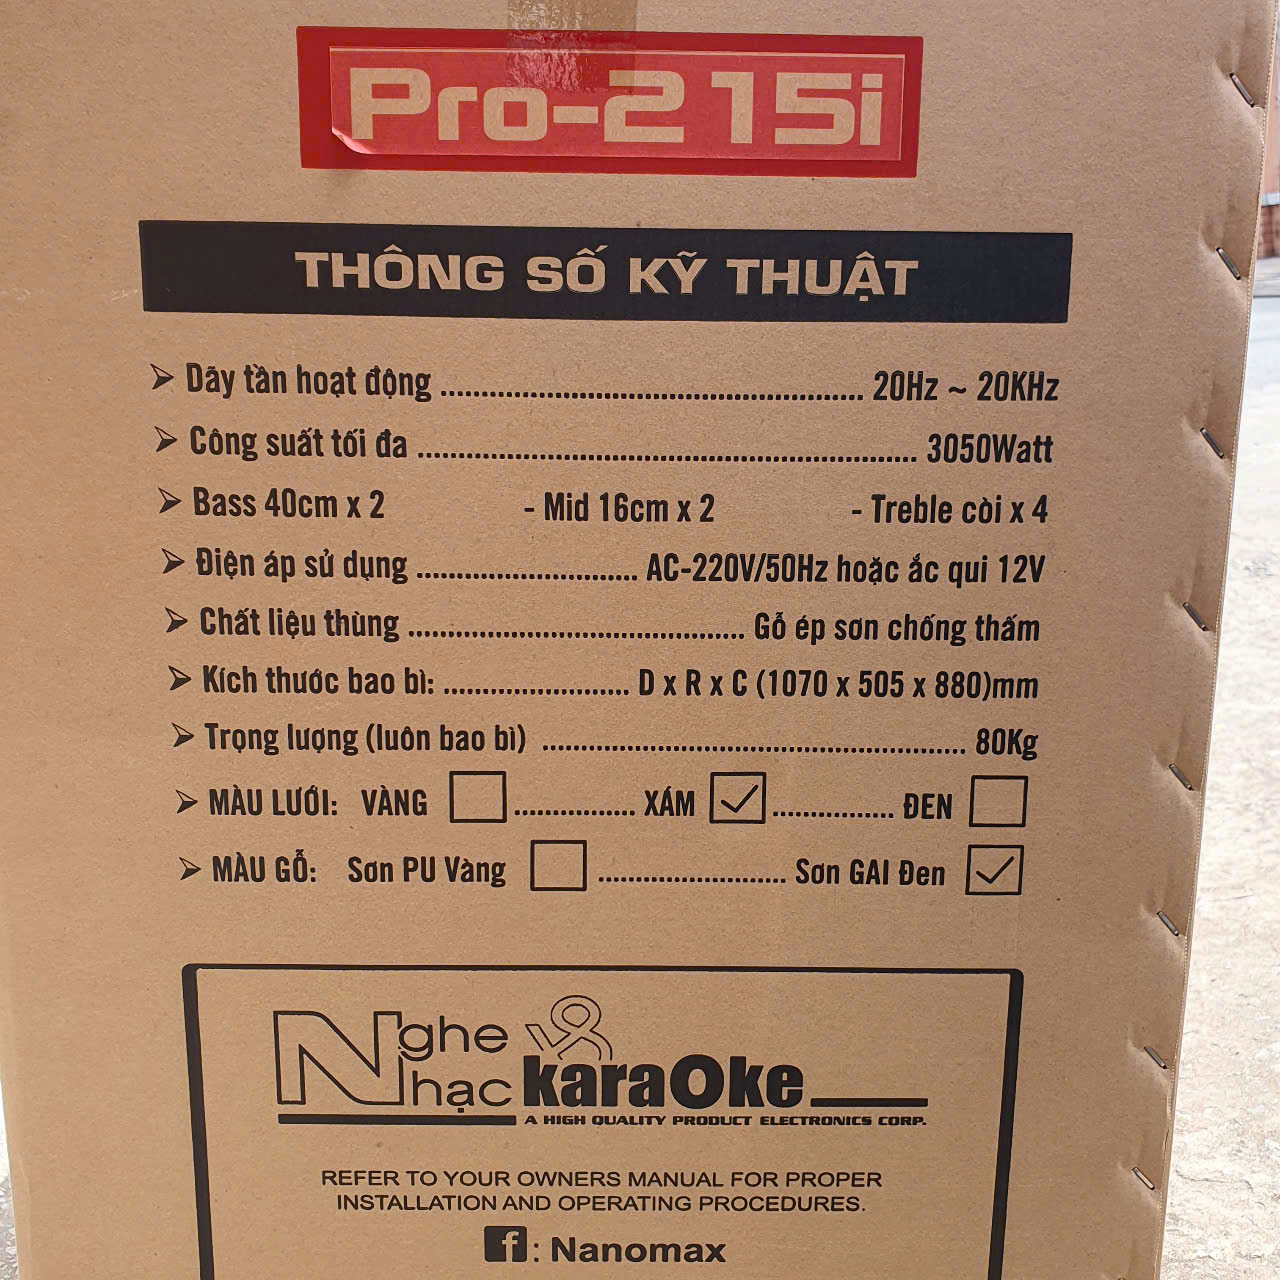 Pro-215i
THÔNG SỐ KỸ THUẬT
➢ Dãy tần hoạt động ........................ 20Hz ~ 20KHz
➢ Công suất tối đa ........................ 3050Watt
➢ Bass 40cm x 2 - Mid 16cm x 2 - Treble còi x 4
➢ Điện áp sử dụng ........................ AC-220V/50Hz hoặc ắc qui 12V
➢ Chất liệu thùng ........................ Gỗ ép sơn chống thấm
➢ Kích thước bao bì: ........................ D x R x C (1070 x 505 x 880)mm
➢ Trọng lượng (luôn bao bì) ........................ 80Kg
➢ MÀU LƯỚI: VÀNG ☐ ............... XÁM ☑ ............... ĐEN ☐
➢ MÀU GỖ: Sơn PU Vàng ☐ ........................ Sơn GAI Đen ☑
Nghe
Nhạc & karaOke
A HIGH QUALITY PRODUCT ELECTRONICS CORP.
REFER TO YOUR OWNERS MANUAL FOR PROPER
INSTALLATION AND OPERATING PROCEDURES.
f : Nanomax